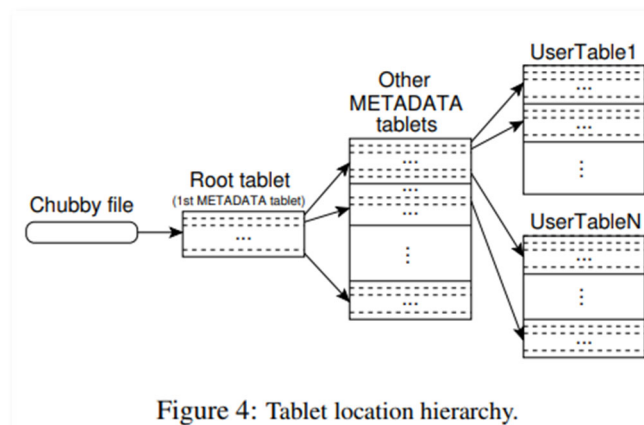 UserTable1
...
...
⋮
Other
METADATA
tablets
...
...
...
⋮
...
Root tablet
(1st METADATA tablet)
...
Chubby file
UserTableN
...
⋮
...
Figure 4: Tablet location hierarchy.